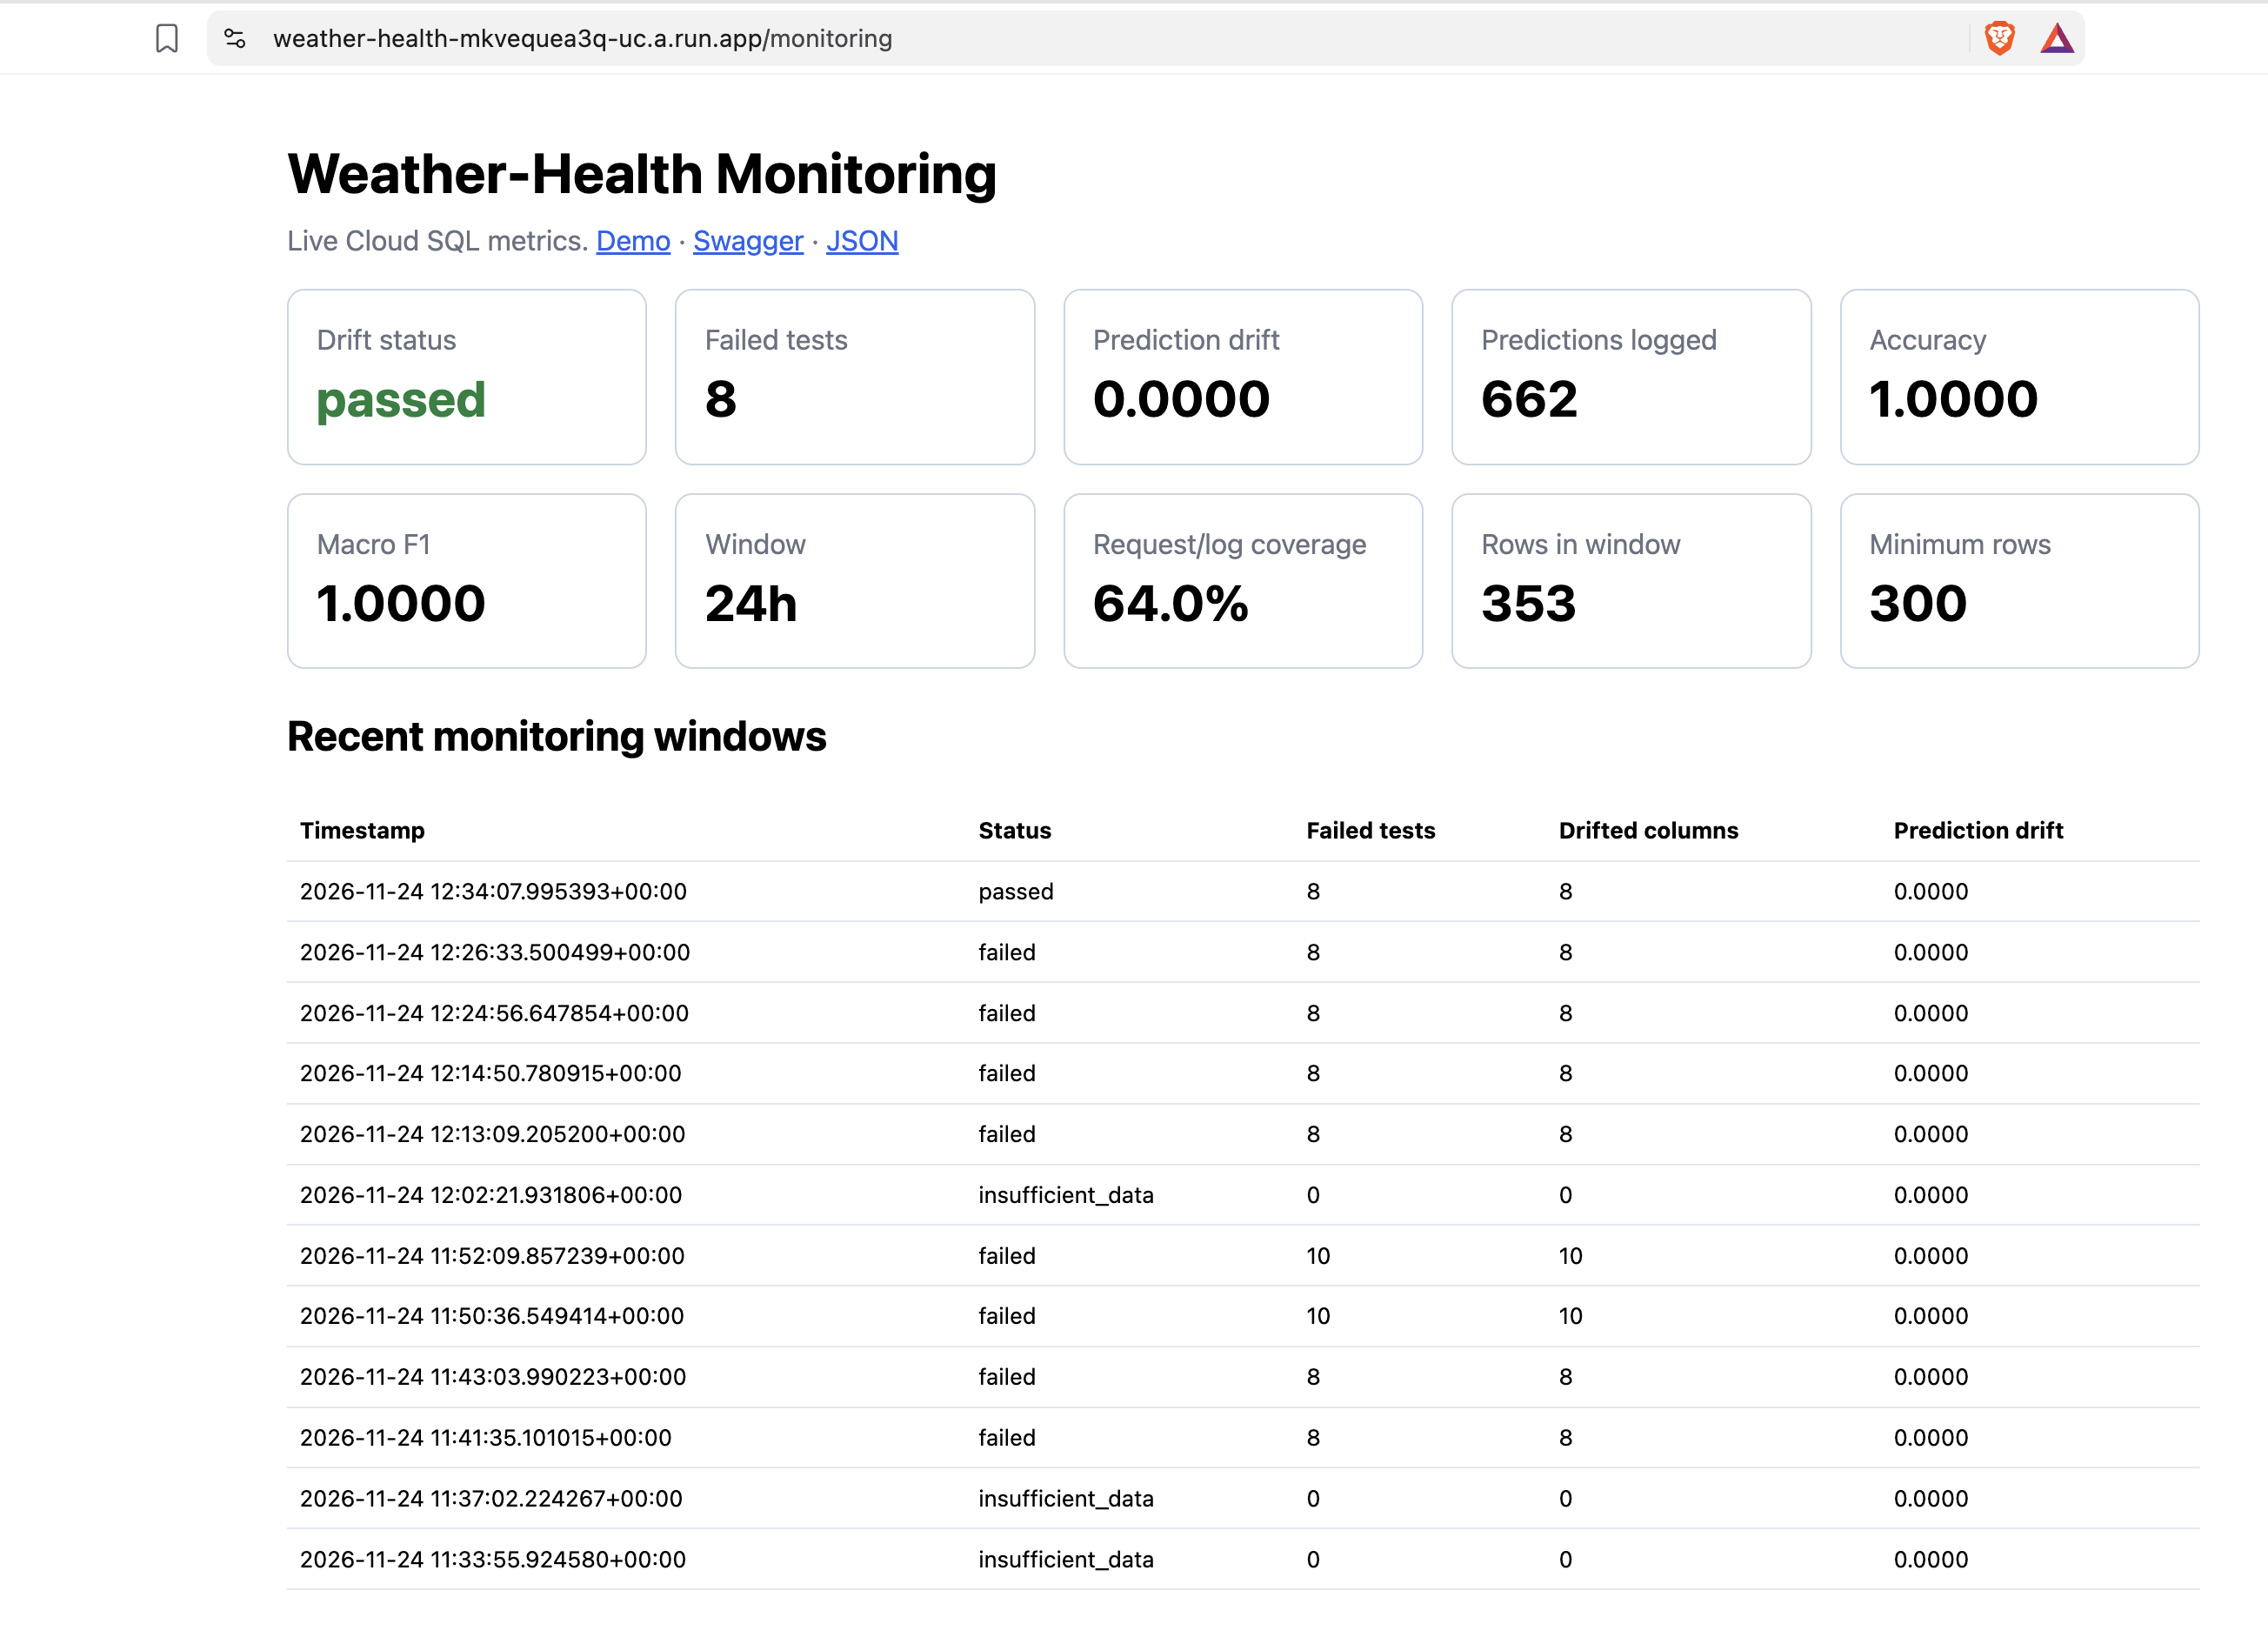 weather-health-mkvequea3q-uc.a.run.app/monitoring
Weather-Health Monitoring
Live Cloud SQL metrics. Demo · Swagger · JSON
Drift status
passed
Failed tests
8
Prediction drift
0.0000
Predictions logged
662
Accuracy
1.0000
Macro F1
1.0000
Window
24h
Request/log coverage
64.0%
Rows in window
353
Minimum rows
300
Recent monitoring windows
Timestamp Status Failed tests Drifted columns Prediction drift
2026-11-24 12:34:07.995393+00:00 passed 8 8 0.0000
2026-11-24 12:26:33.500499+00:00 failed 8 8 0.0000
2026-11-24 12:24:56.647854+00:00 failed 8 8 0.0000
2026-11-24 12:14:50.780915+00:00 failed 8 8 0.0000
2026-11-24 12:13:09.205200+00:00 failed 8 8 0.0000
2026-11-24 12:02:21.931806+00:00 insufficient_data 0 0 0.0000
2026-11-24 11:52:09.857239+00:00 failed 10 10 0.0000
2026-11-24 11:50:36.549414+00:00 failed 10 10 0.0000
2026-11-24 11:43:03.990223+00:00 failed 8 8 0.0000
2026-11-24 11:41:35.101015+00:00 failed 8 8 0.0000
2026-11-24 11:37:02.224267+00:00 insufficient_data 0 0 0.0000
2026-11-24 11:33:55.924580+00:00 insufficient_data 0 0 0.0000